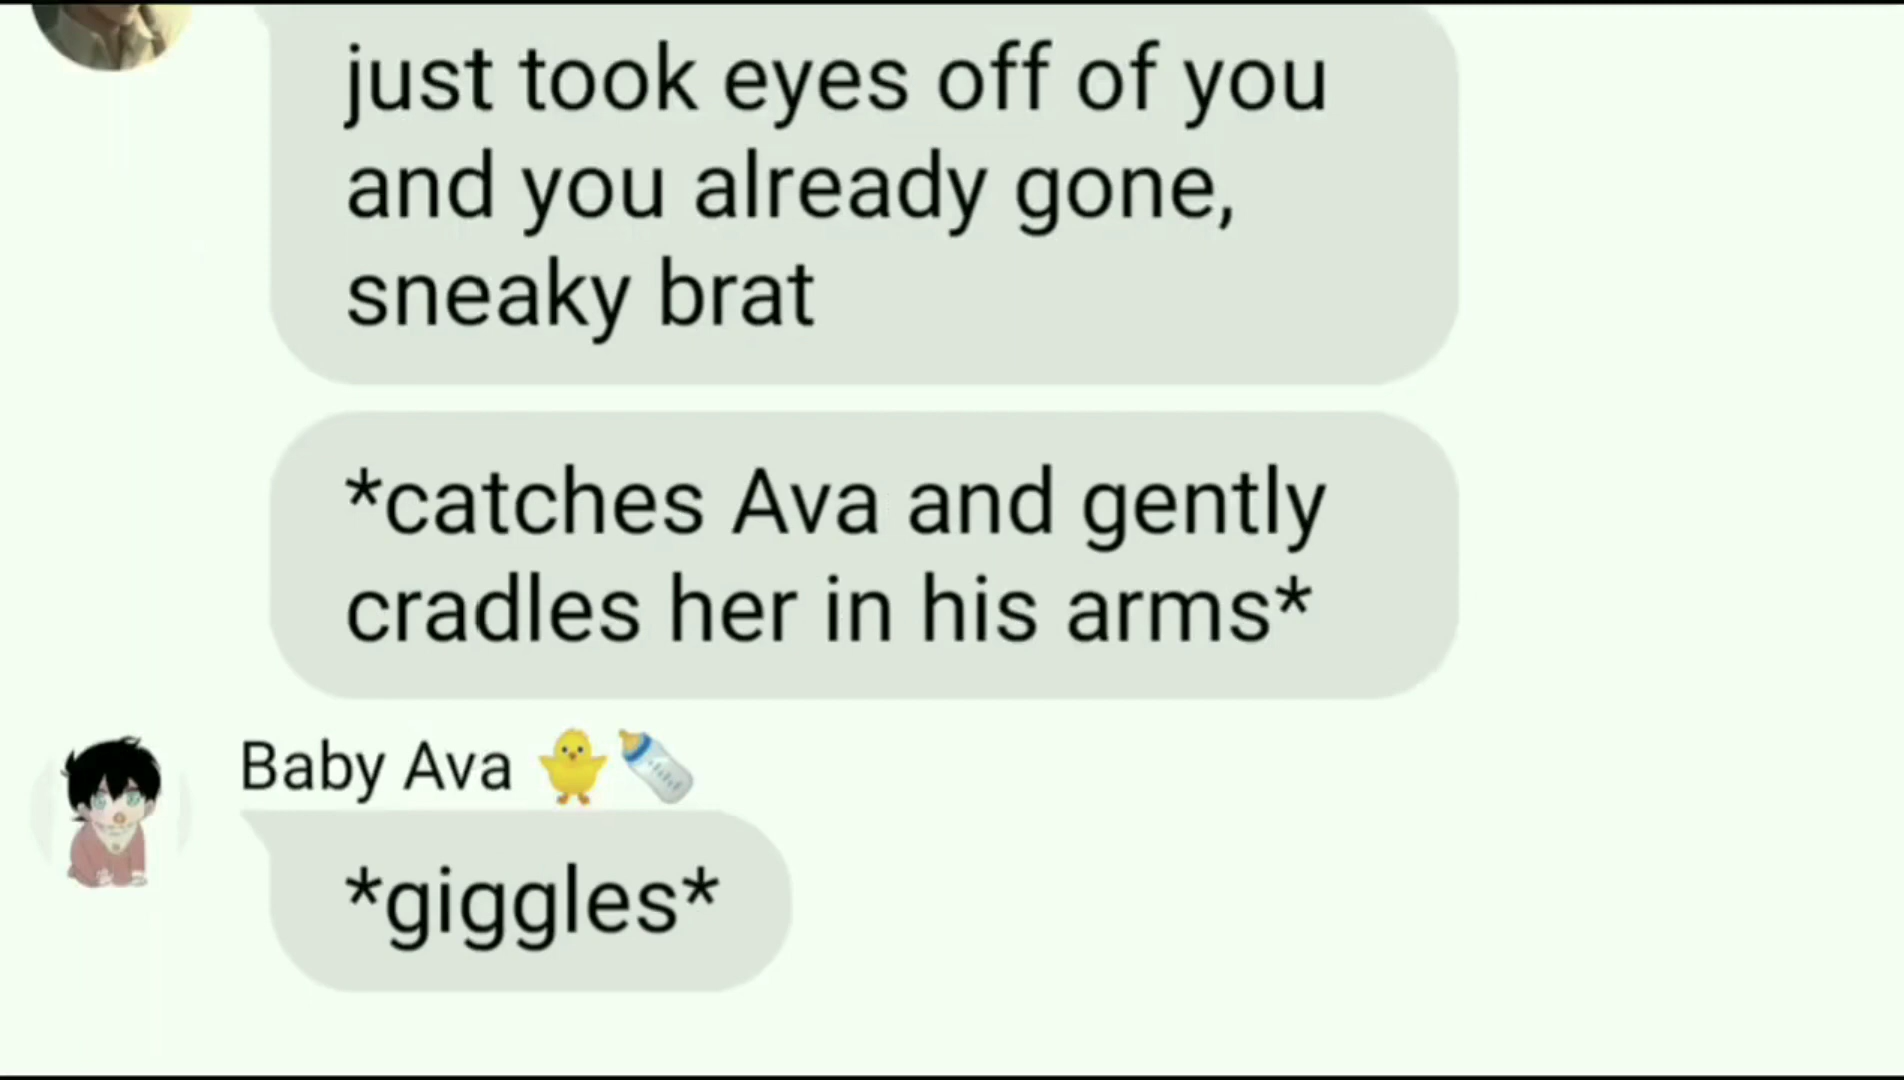 just took eyes off of you
and you already gone,
sneaky brat
*catches Ava and gently
cradles her in his arms*
Baby Ava 🐥🍼
*giggles*